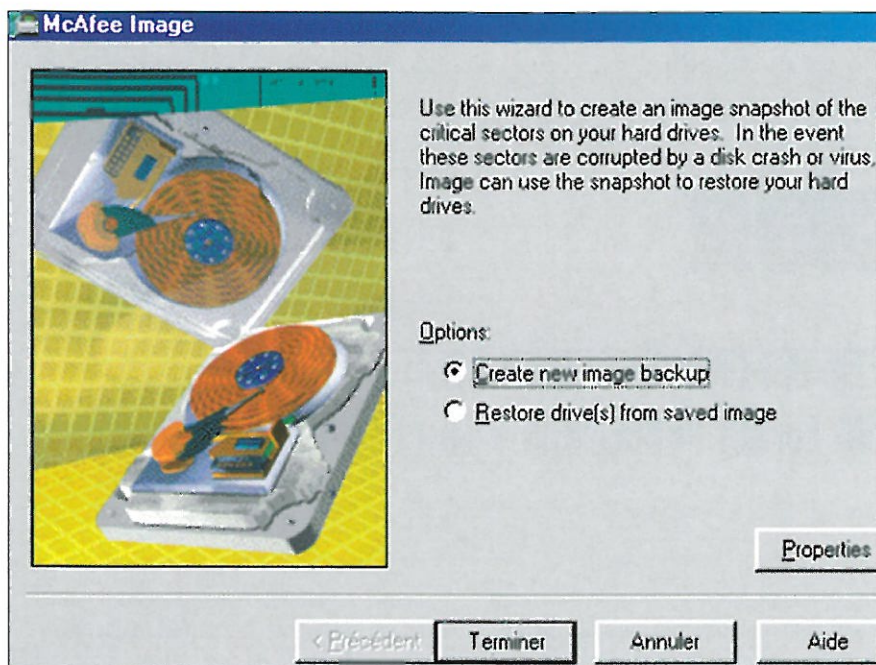 McAfee Image
Use this wizard to create an image snapshot of the
critical sectors on your hard drives. In the event
these sectors are corrupted by a disk crash or virus,
Image can use the snapshot to restore your hard
drives.
Options:
Create new image backup
Restore drive(s) from saved image
Properties
< Précédent
Terminer
Annuler
Aide